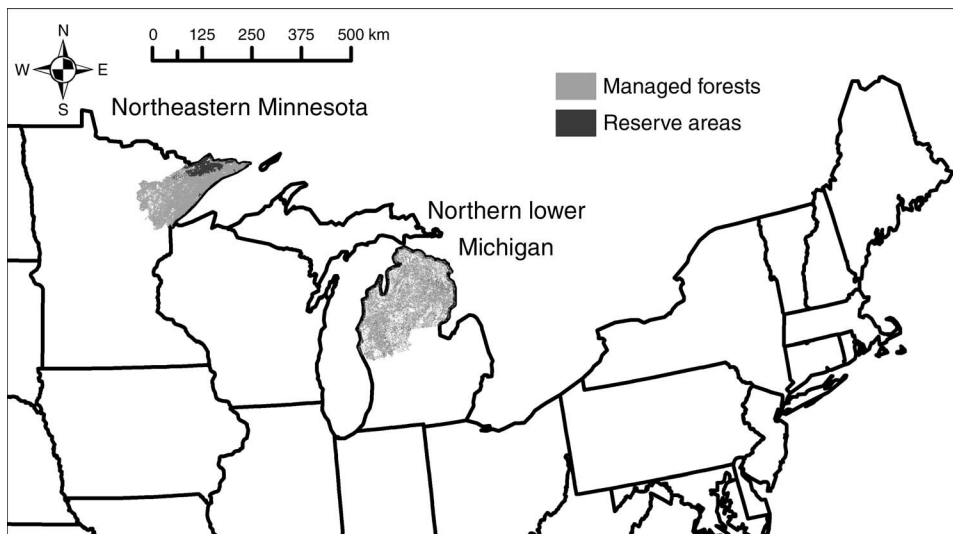 N
W E
S
0 125 250 375 500 km
Northeastern Minnesota
Managed forests
Reserve areas
Northern lower
Michigan